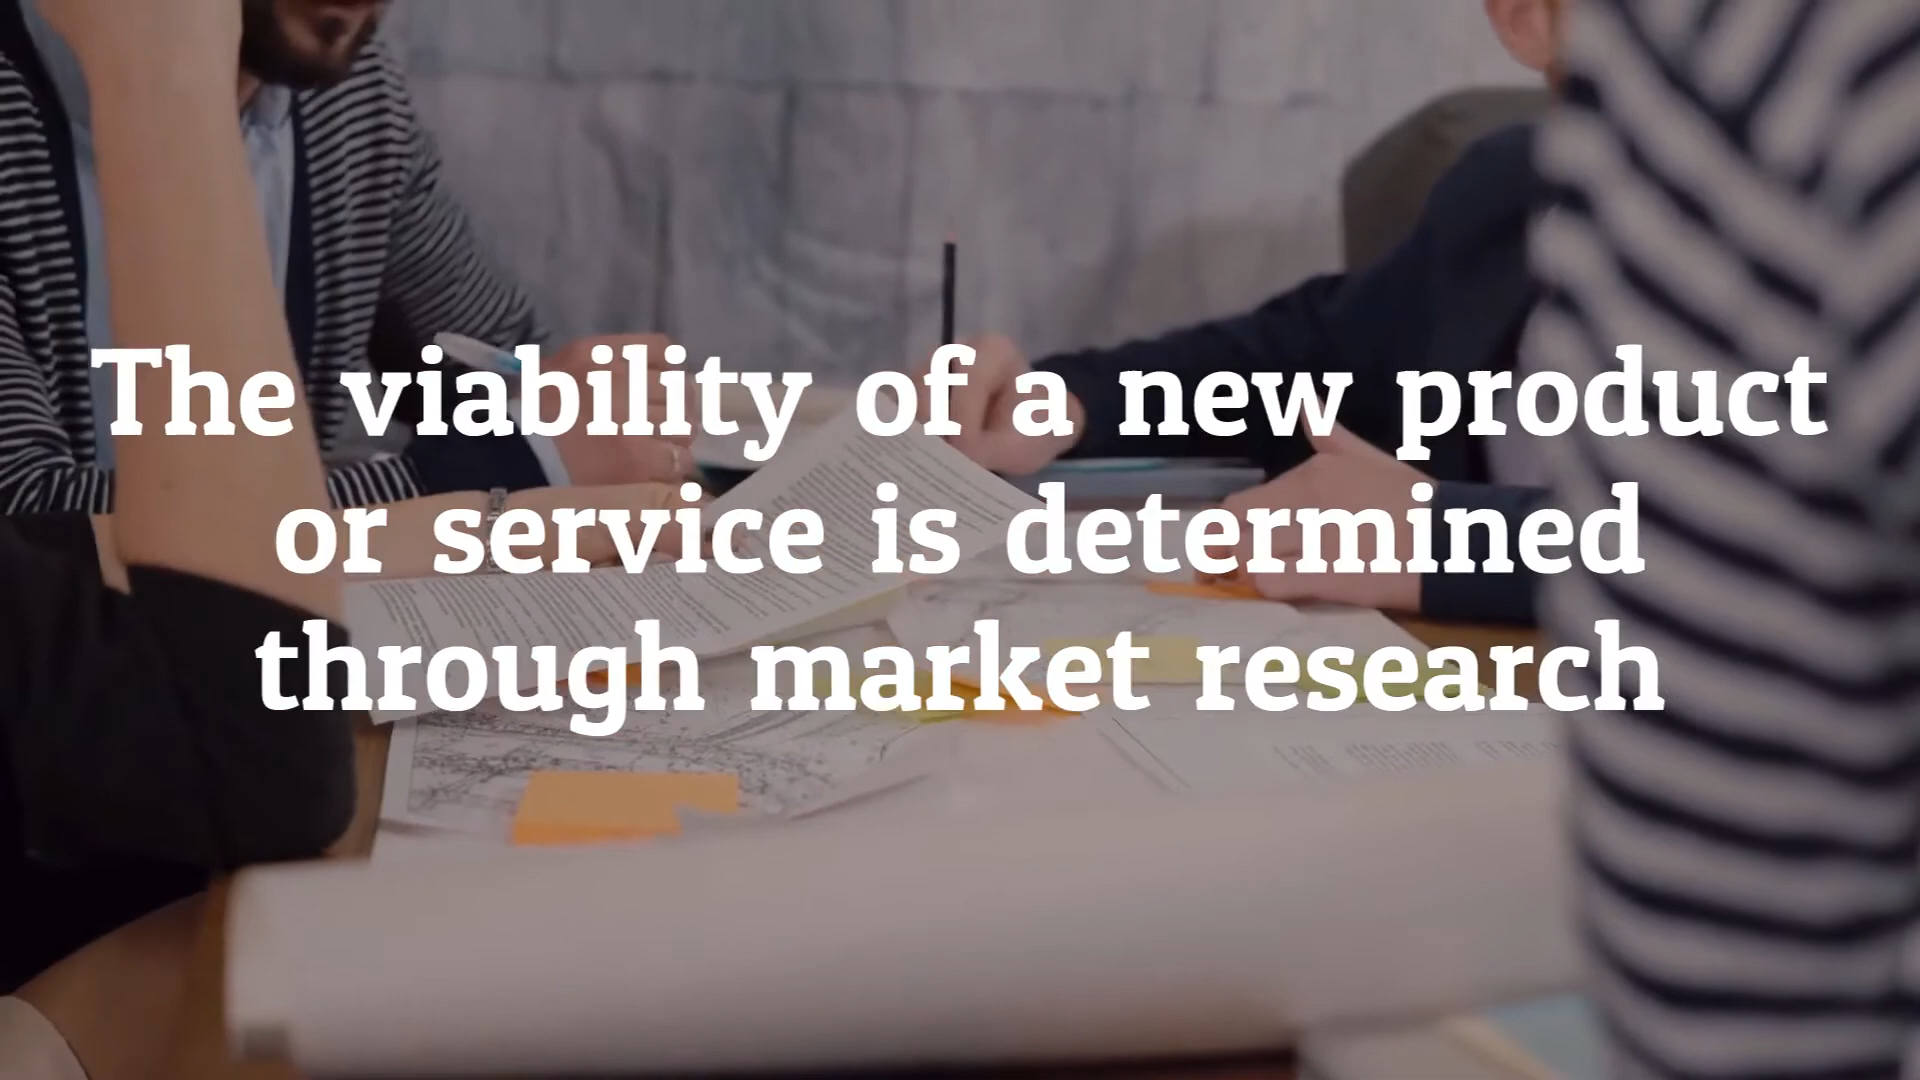 The viability of a new product
or service is determined
through market research